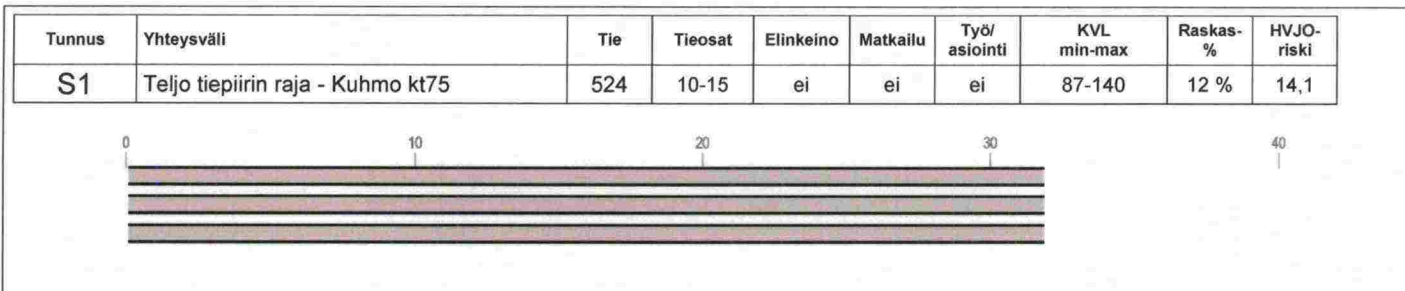 Tunnus Yhteysväli Tie Tieosat Elinkeino Matkailu Työ/ asiointi KVL min-max Raskas- % HVJO- riski
S1 Teljo tiepiirin raja - Kuhmo kt75 524 10-15 ei ei ei 87-140 12 % 14,1
0 10 20 30 40